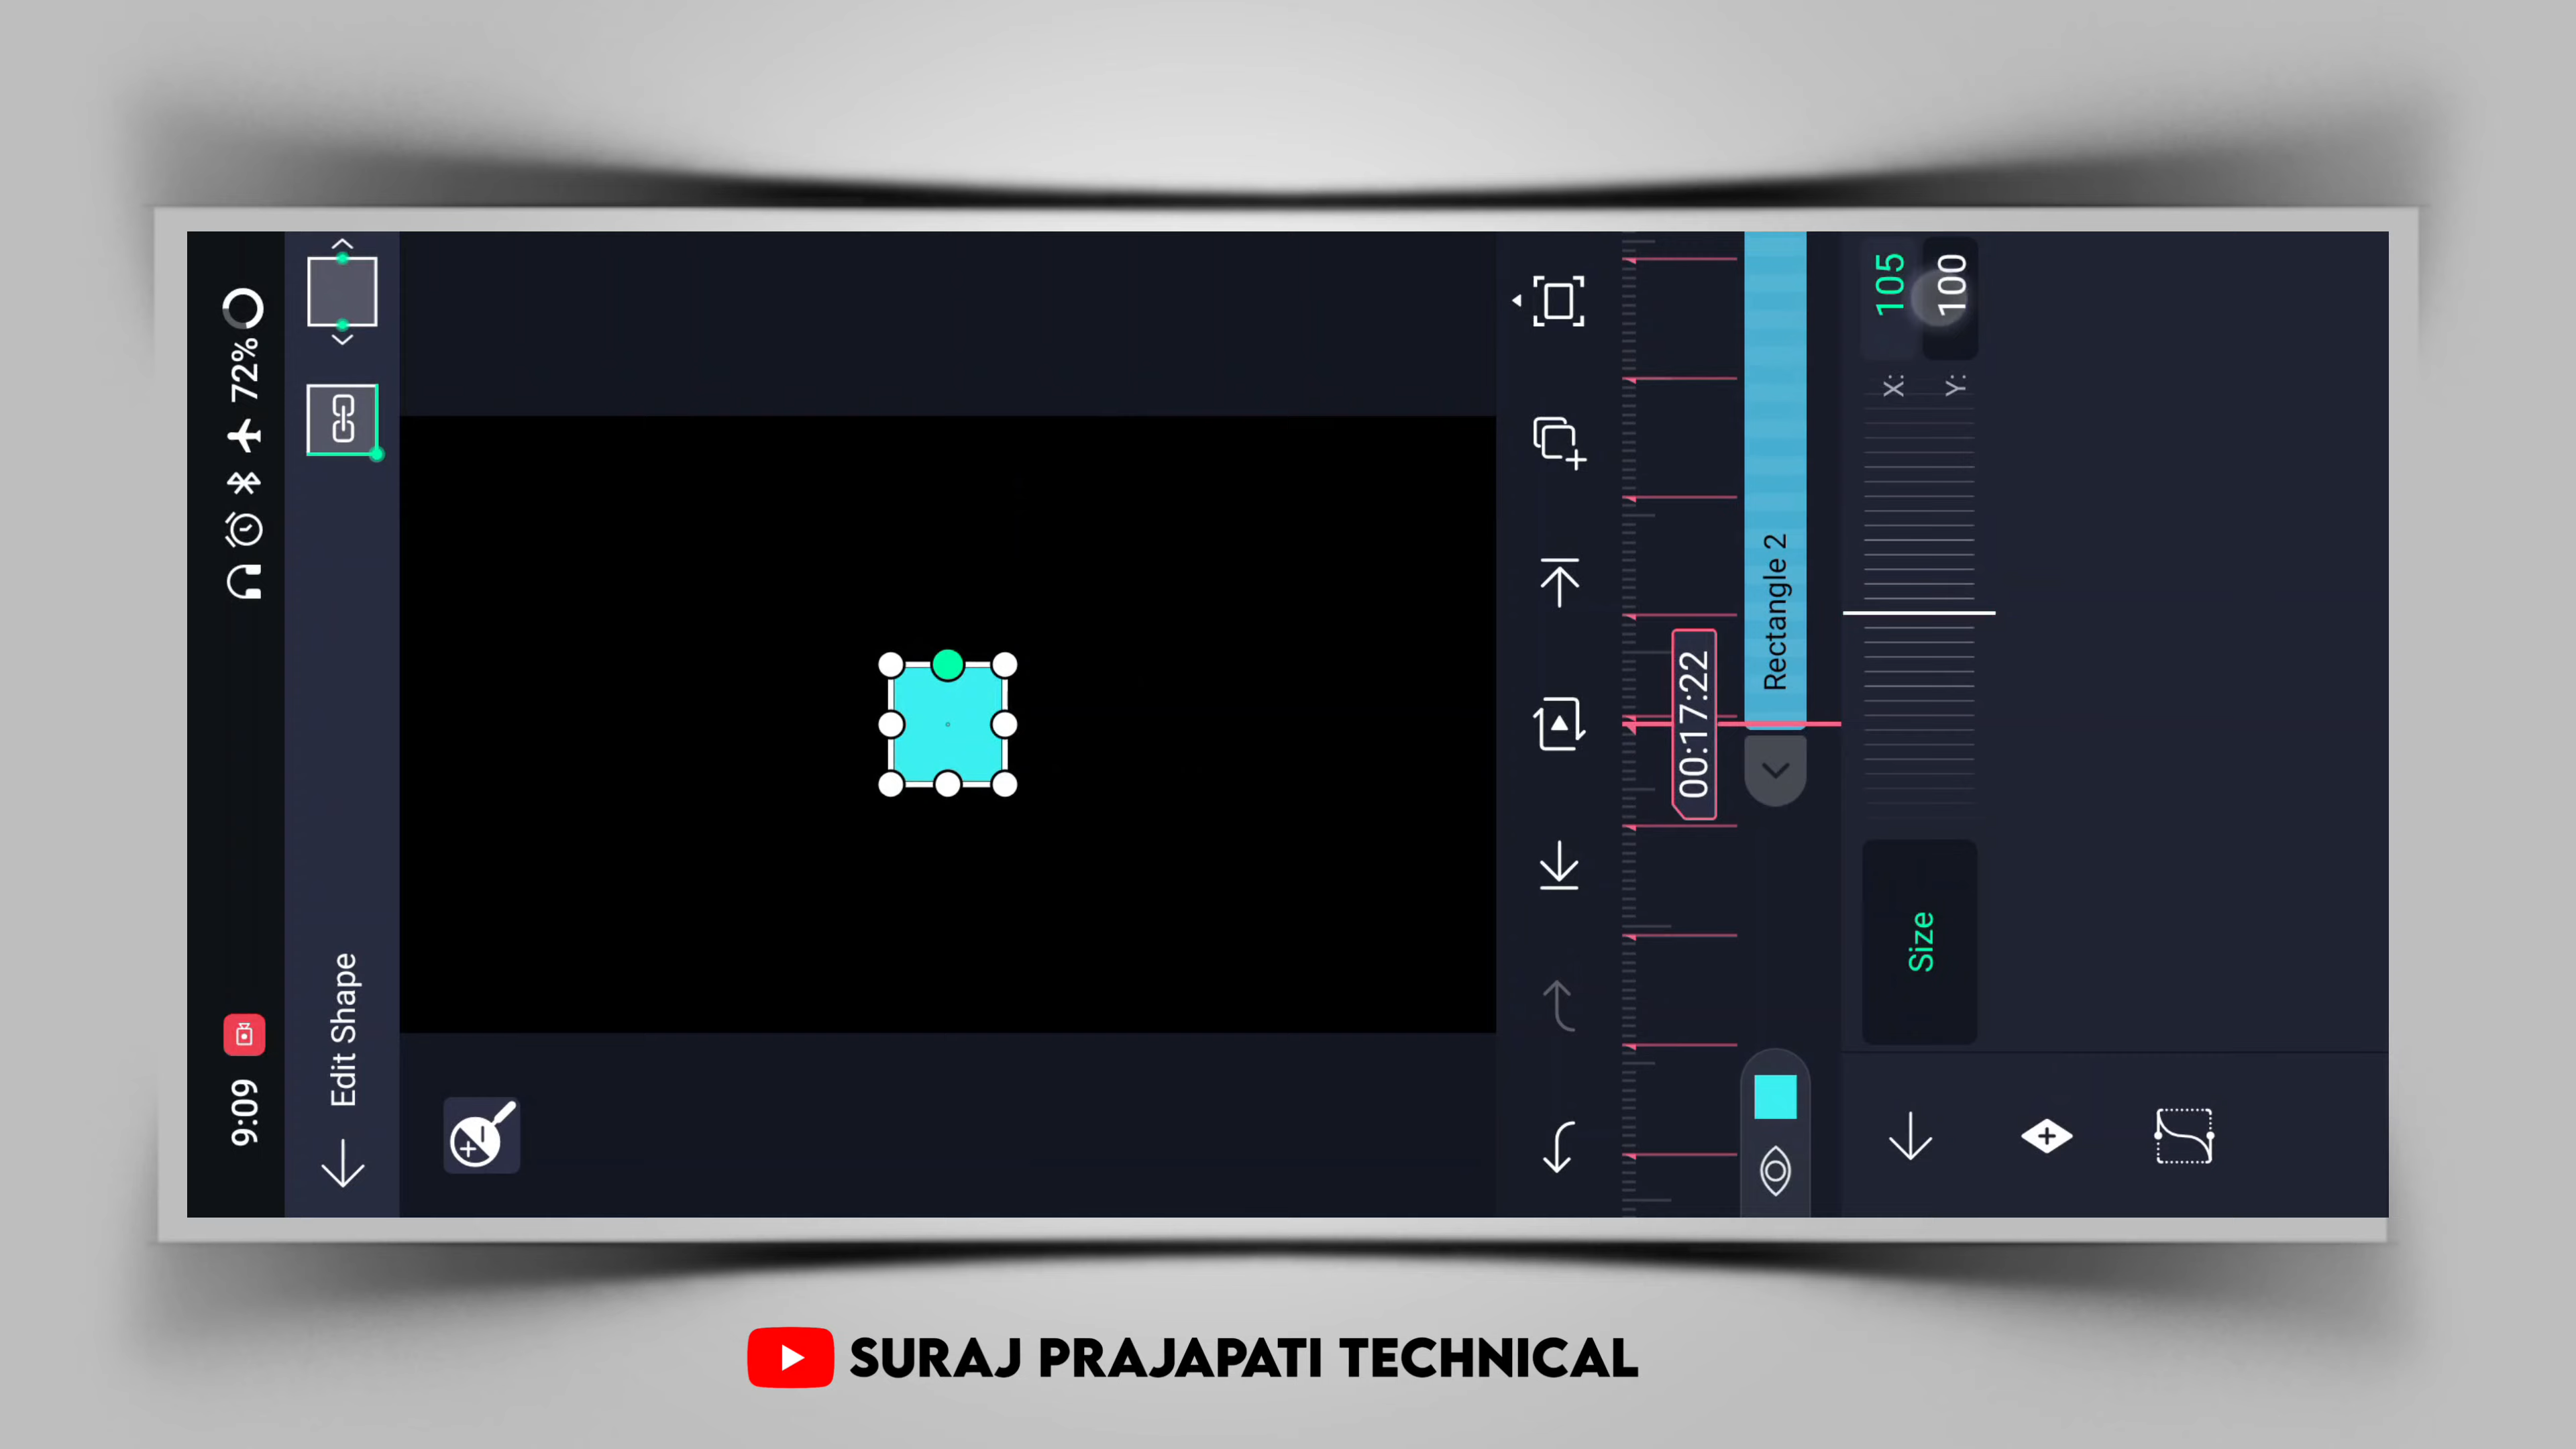 9:09
72%
Edit Shape
00:17:22
Rectangle 2
Size
X: 105
Y: 100
SURAJ PRAJAPATI TECHNICAL